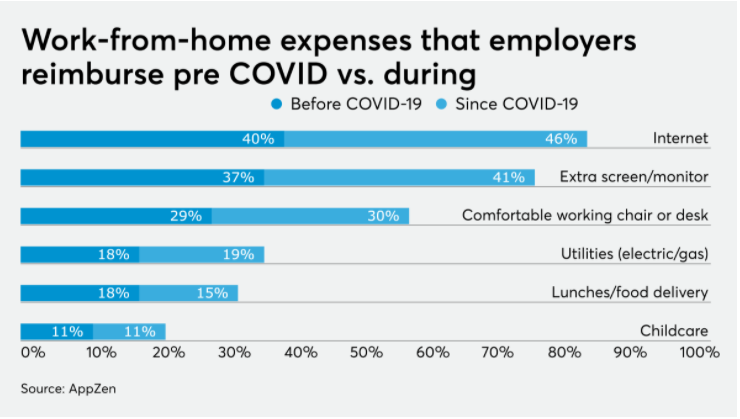 Work-from-home expenses that employers
reimburse pre COVID vs. during
Before COVID-19 Since COVID-19
40% 46% Internet
37% 41% Extra screen/monitor
29% 30% Comfortable working chair or desk
18% 19% Utilities (electric/gas)
18% 15% Lunches/food delivery
11% 11% Childcare
0% 10% 20% 30% 40% 50% 60% 70% 80% 90% 100%
Source: AppZen